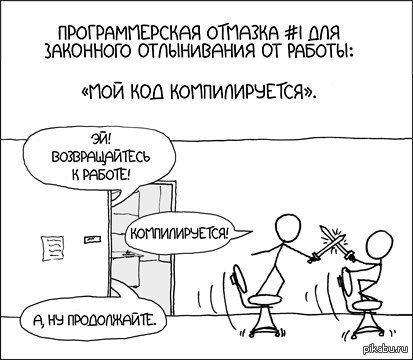 ПРОГРАММЕРСКАЯ ОТМАЗКА #1 ДЛЯ
ЗАКОННОГО ОТЛЫНИВАНИЯ ОТ РАБОТЫ:
«МОЙ КОД КОМПИЛИРУЕТСЯ».
ЭЙ!
ВОЗВРАЩАЙТЕСЬ
К РАБОТЕ!
КОМПИЛИРУЕТСЯ!
А, НУ ПРОДОЛЖАЙТЕ.
pikabu.ru